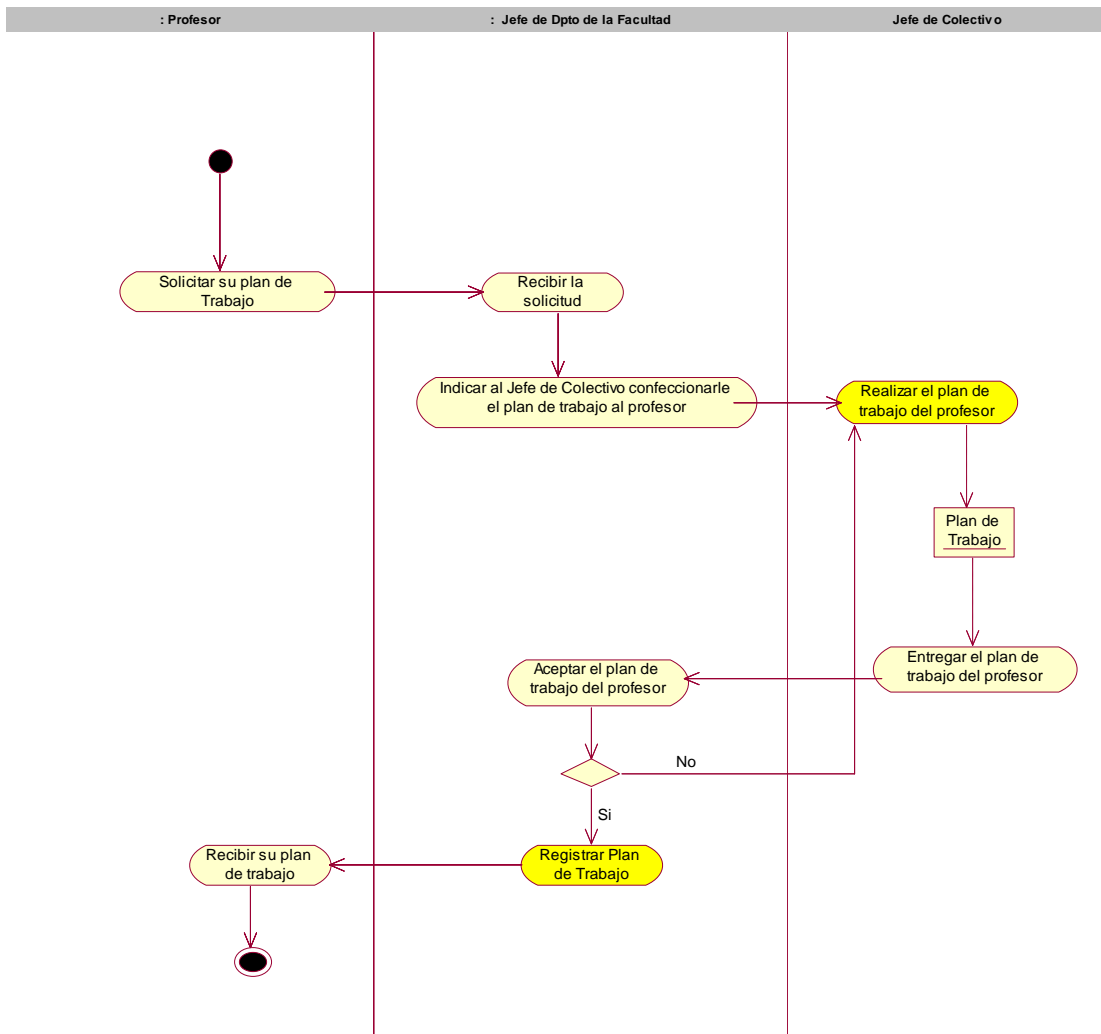 : Profesor
: Jefe de Dpto de la Facultad
Jefe de Colectivo
Solicitar su plan de
Trabajo
Recibir la
solicitud
Indicar al Jefe de Colectivo confeccionarle
el plan de trabajo al profesor
Realizar el plan de
trabajo del profesor
Plan de
Trabajo
Entregar el plan de
trabajo del profesor
Aceptar el plan de
trabajo del profesor
No
Si
Registrar Plan
de Trabajo
Recibir su plan
de trabajo